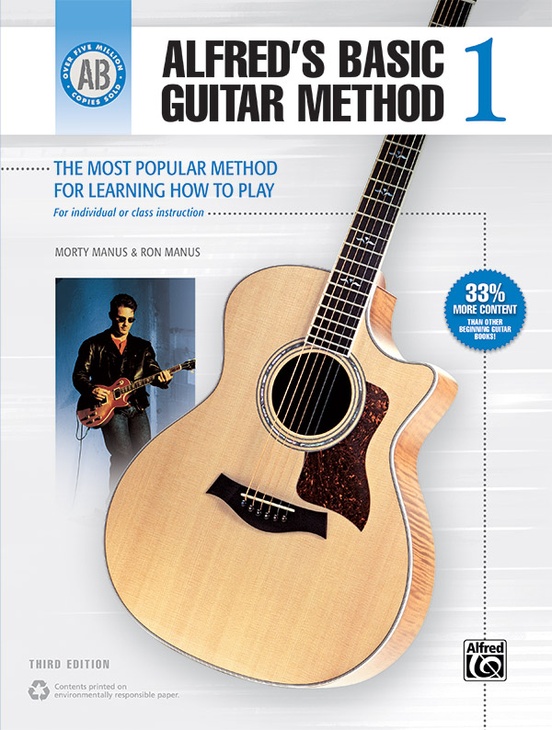 OVER FIVE MILLION
AB
COPIES SOLD
ALFRED'S BASIC
GUITAR METHOD 1
THE MOST POPULAR METHOD
FOR LEARNING HOW TO PLAY
For individual or class instruction
MORTY MANUS & RON MANUS
33%
MORE CONTENT
THAN OTHER
BEGINNING GUITAR
BOOKS!
THIRD EDITION
Contents printed on
environmentally responsible paper.
Alfred